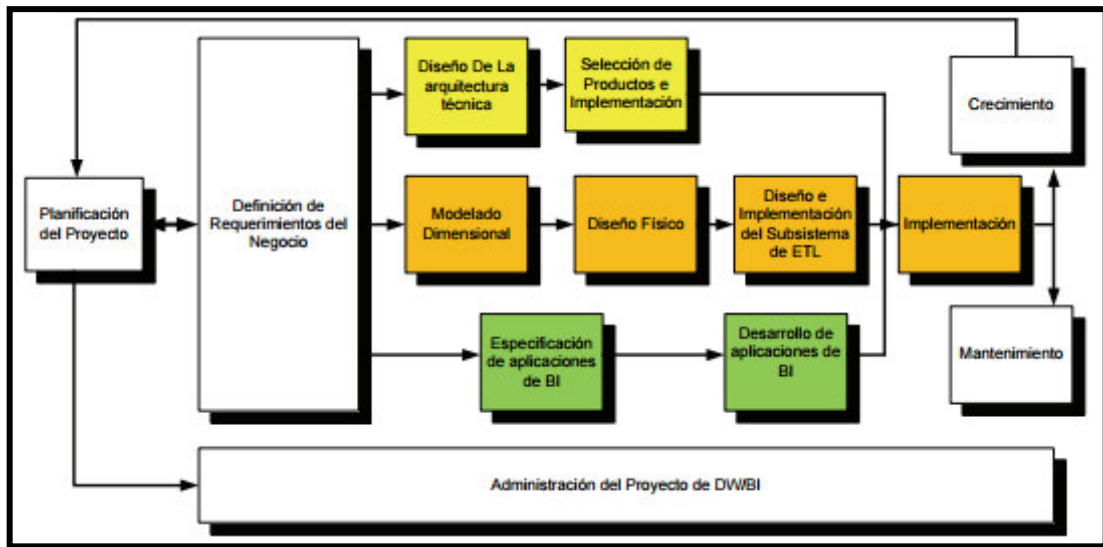 Planificación
del Proyecto
Definición de
Requerimientos del
Negocio
Diseño De La
arquitectura
técnica
Selección de
Productos e
Implementación
Modelado
Dimensional
Diseño Físico
Diseño e
Implementación
del Subsistema
de ETL
Especificación
de aplicaciones
de BI
Desarrollo de
aplicaciones de
BI
Implementación
Crecimiento
Mantenimiento
Administración del Proyecto de DW/BI